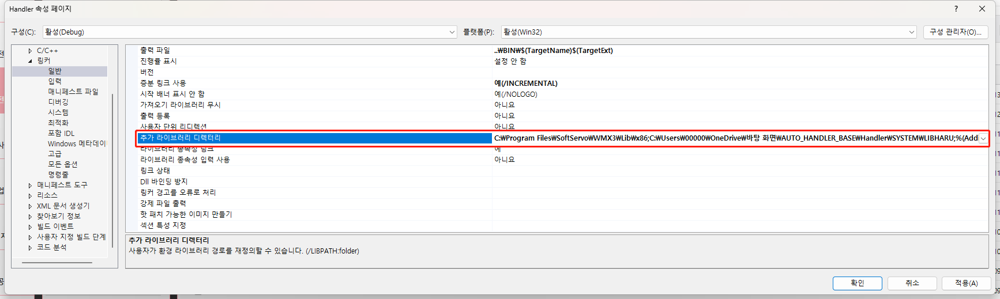 Handler 속성 페이지
구성(C): 활성(Debug) 플랫폼(P): 활성(Win32) 구성 관리자(O)...
C/C++
링커
일반
입력
매니페스트 파일
디버깅
시스템
최적화
포함 IDL
Windows 메타데이
고급
모든 옵션
명령줄
매니페스트 도구
리소스
XML 문서 생성기
찾아보기 정보
빌드 이벤트
사용자 지정 빌드 단계
코드 분석
출력 파일 ..₩BIN₩$(TargetName)$(TargetExt)
진행률 표시 설정 안 함
버전
증분 링크 사용 예(/INCREMENTAL)
시작 배너 표시 안 함 예(/NOLOGO)
가져오기 라이브러리 무시 아니요
출력 등록 아니요
사용자 단위 리디렉션 아니요
추가 라이브러리 디렉터리 C:₩Program Files₩SoftServo₩WMX3₩Lib₩x86;C:₩Users₩00000₩OneDrive₩바탕 화면₩AUTO_HANDLER_BASE₩Handler₩SYSTEM₩LIBHARU;%(Add
라이브러리 종속성 링크 예
라이브러리 종속성 입력 사용 아니요
링크 상태
Dll 바인딩 방지
링커 경고를 오류로 처리
강제 파일 출력
핫 패치 가능한 이미지 만들기
섹션 특성 지정
추가 라이브러리 디렉터리
사용자가 환경 라이브러리 경로를 재정의할 수 있습니다. (/LIBPATH:folder)
확인 취소 적용(A)